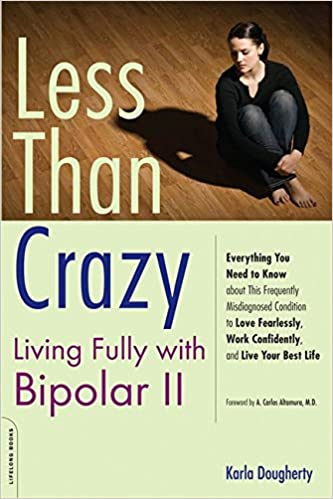 Less
Than
Crazy
Living Fully with
Bipolar II
Everything You
Need to Know
about This Frequently
Misdiagnosed Condition
to Love Fearlessly,
Work Confidently,
and Live Your Best Life
Foreword by A. Carlos Altamura, M.D.
LIFELONG BOOKS
Karla Dougherty